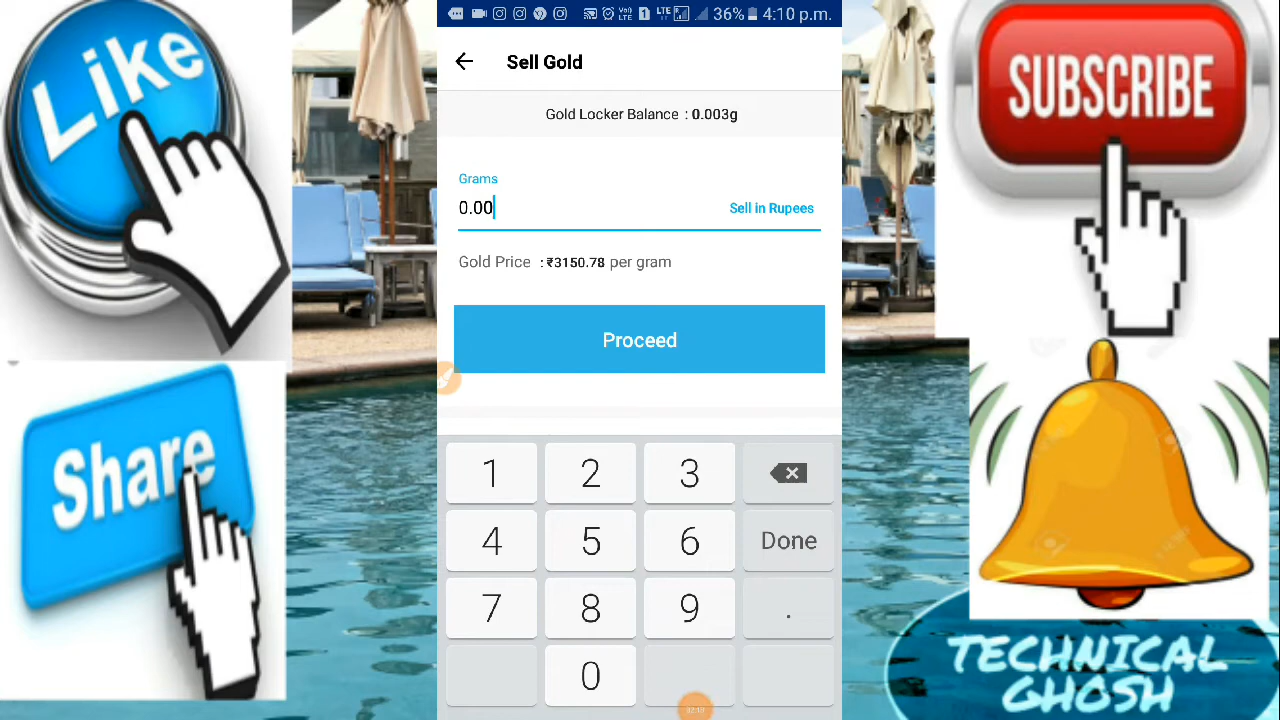 Like
Share
36% 4:10 p.m.
Sell Gold
Gold Locker Balance : 0.003g
Grams
0.00
Sell in Rupees
Gold Price : ₹3150.78 per gram
Proceed
1 2 3
4 5 6 Done
7 8 9 .
0
SUBSCRIBE
TECHNICAL
GHOSH